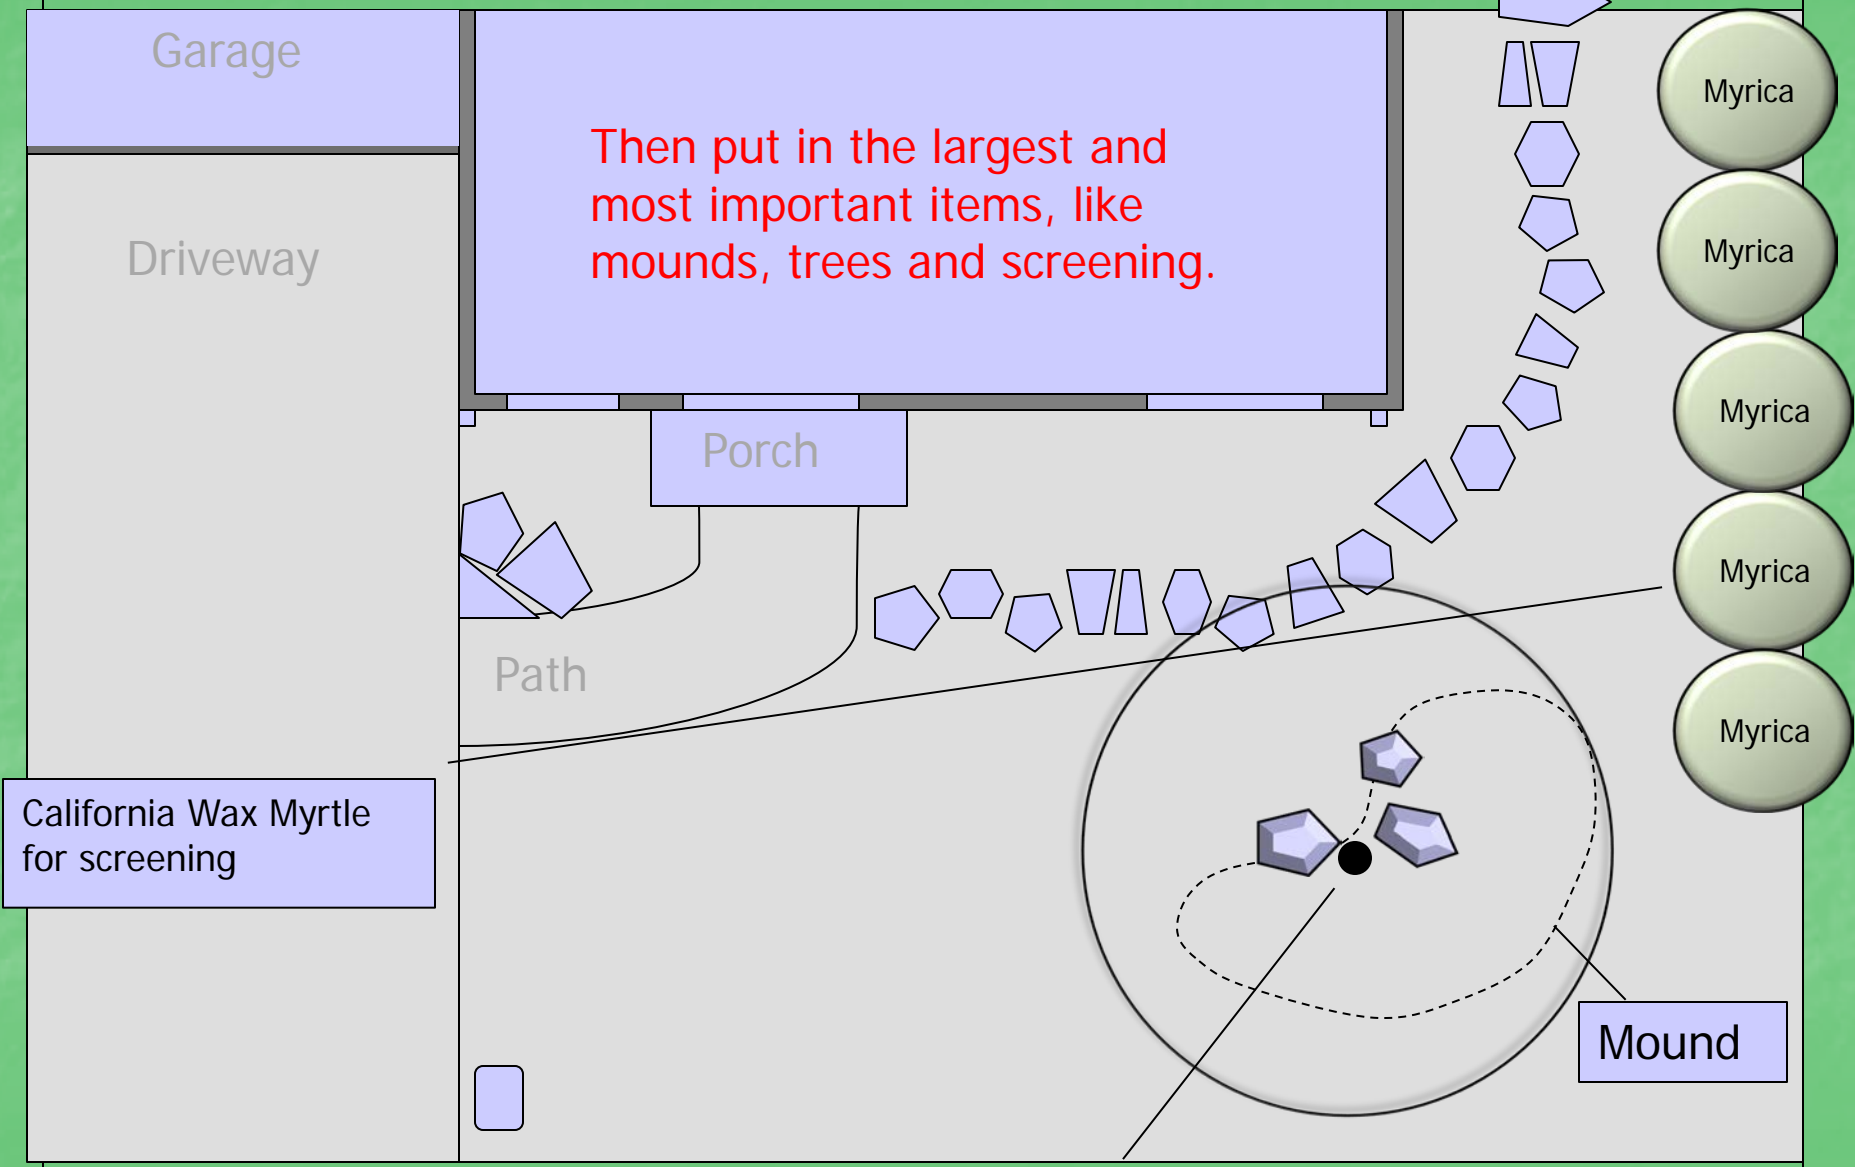 Garage
Myrica
Then put in the largest and
most important items, like
mounds, trees and screening.
Driveway
Myrica
Myrica
Porch
Myrica
Path
Myrica
California Wax Myrtle
for screening
Mound